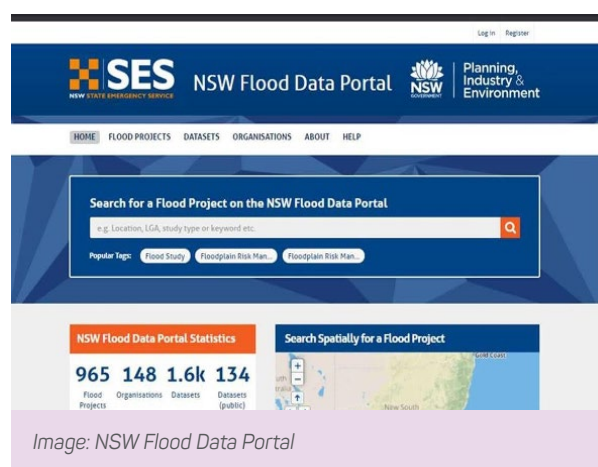 Log in Register
SES
NEW STATE EMERGENCY SERVICE
NSW Flood Data Portal
NSW
GOVERNMENT
Planning,
Industry &
Environment
HOME FLOOD PROJECTS DATASETS ORGANISATIONS ABOUT HELP
Search for a Flood Project on the NSW Flood Data Portal
e.g. Location, LGA, study type or keyword etc.
Popular Tags: Flood Study Floodplain Risk Man... Floodplain Risk Man...
NSW Flood Data Portal Statistics
965 148 1.6k 134
Flood Organisations Datasets Datasets
Projects (public)
Search Spatially for a Flood Project
Gold Coast
New South
Image: NSW Flood Data Portal